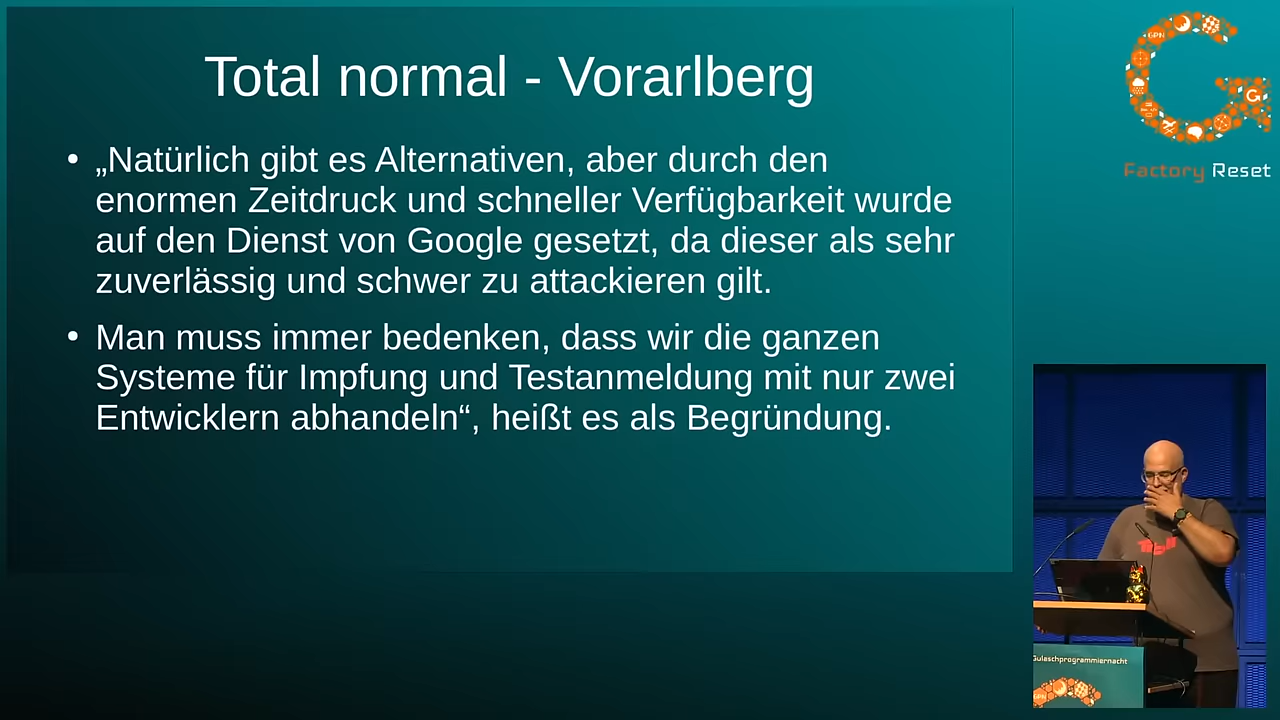 Total normal - Vorarlberg
• „Natürlich gibt es Alternativen, aber durch den
enormen Zeitdruck und schneller Verfügbarkeit wurde
auf den Dienst von Google gesetzt, da dieser als sehr
zuverlässig und schwer zu attackieren gilt.
• Man muss immer bedenken, dass wir die ganzen
Systeme für Impfung und Testanmeldung mit nur zwei
Entwicklern abhandeln“, heißt es als Begründung.
GPN
G
Factory Reset
Gulaschprogrammiernacht